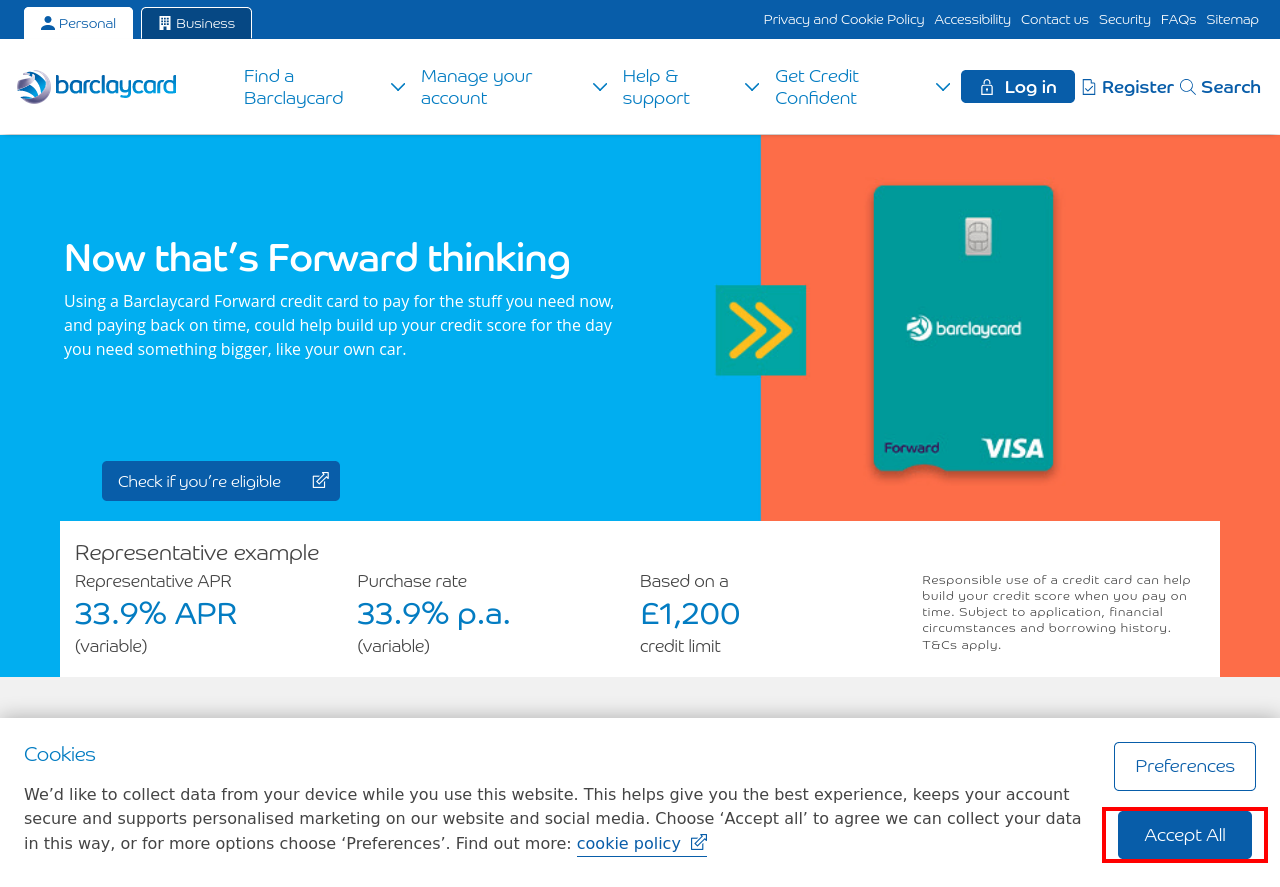 Personal
Business
Privacy and Cookie Policy Accessibility Contact us Security FAQs Sitemap
barclaycard
Find a
Barclaycard
Manage your
account
Help &
support
Get Credit
Confident
Log in
Register
Search
Now that’s Forward thinking
Using a Barclaycard Forward credit card to pay for the stuff you need now,
and paying back on time, could help build up your credit score for the day
you need something bigger, like your own car.
Check if you’re eligible
barclaycard
Forward
VISA
Representative example
Representative APR
33.9% APR
(variable)
Purchase rate
33.9% p.a.
(variable)
Based on a
£1,200
credit limit
Responsible use of a credit card can help
build your credit score when you pay on
time. Subject to application, financial
circumstances and borrowing history.
T&Cs apply.
Cookies
We’d like to collect data from your device while you use this website. This helps give you the best experience, keeps your account
secure and supports personalised marketing on our website and social media. Choose ‘Accept all’ to agree we can collect your data
in this way, or for more options choose ‘Preferences’. Find out more: cookie policy
Preferences
Accept All